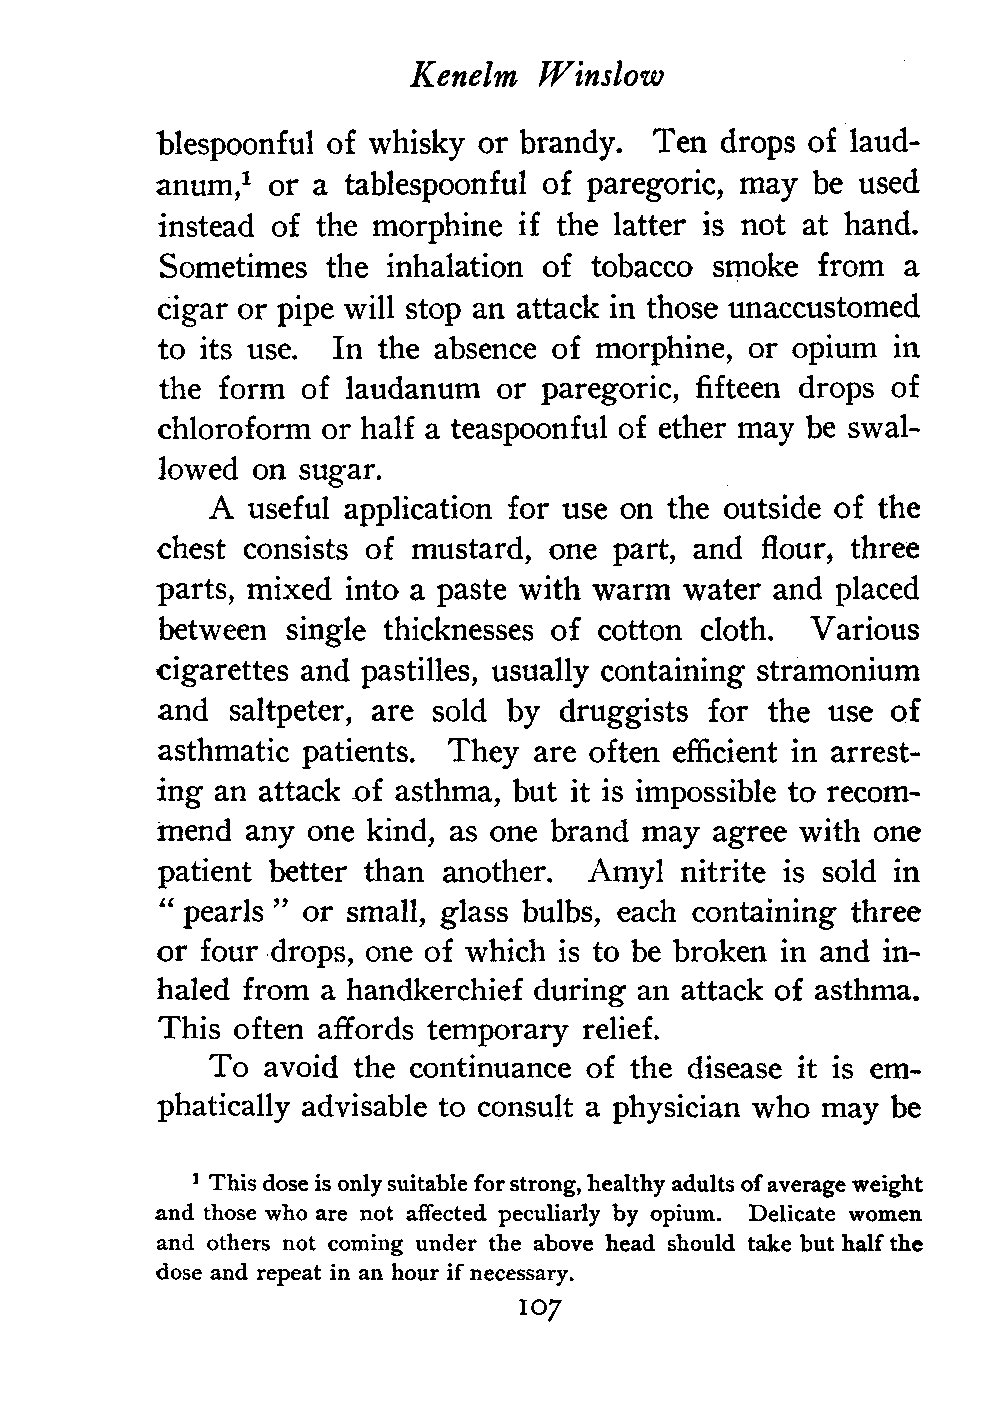 Kenelm Winslow
blespoonful of whisky or brandy. Ten drops of laud-
anum,¹ or a tablespoonful of paregoric, may be used
instead of the morphine if the latter is not at hand.
Sometimes the inhalation of tobacco smoke from a
cigar or pipe will stop an attack in those unaccustomed
to its use. In the absence of morphine, or opium in
the form of laudanum or paregoric, fifteen drops of
chloroform or half a teaspoonful of ether may be swal-
lowed on sugar.
A useful application for use on the outside of the
chest consists of mustard, one part, and flour, three
parts, mixed into a paste with warm water and placed
between single thicknesses of cotton cloth. Various
cigarettes and pastilles, usually containing stramonium
and saltpeter, are sold by druggists for the use of
asthmatic patients. They are often efficient in arrest-
ing an attack of asthma, but it is impossible to recom-
mend any one kind, as one brand may agree with one
patient better than another. Amyl nitrite is sold in
“ pearls ” or small, glass bulbs, each containing three
or four drops, one of which is to be broken in and in-
haled from a handkerchief during an attack of asthma.
This often affords temporary relief.
To avoid the continuance of the disease it is em-
phatically advisable to consult a physician who may be
¹ This dose is only suitable for strong, healthy adults of average weight
and those who are not affected peculiarly by opium. Delicate women
and others not coming under the above head should take but half the
dose and repeat in an hour if necessary.
107